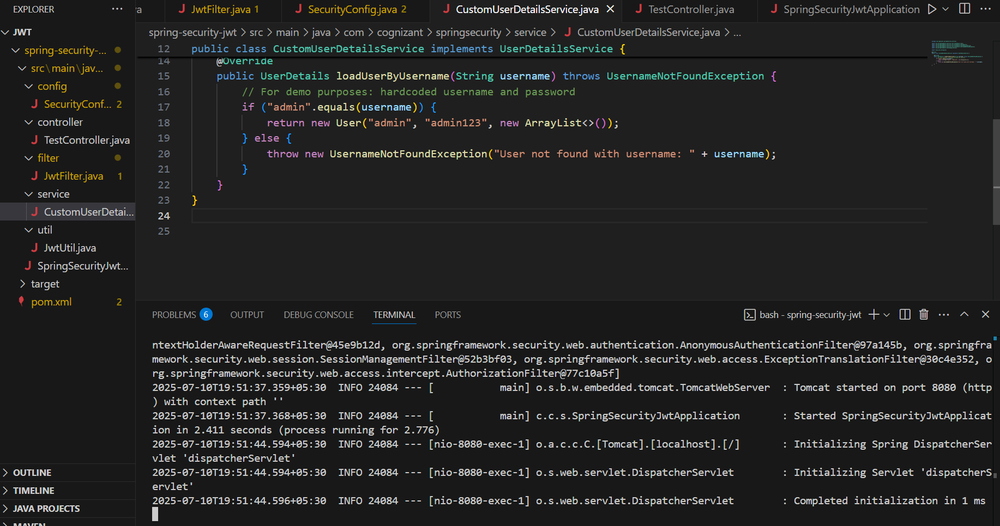 EXPLORER ···
va
JwtFilter.java 1
SecurityConfig.java 2
CustomUserDetailsService.java
TestController.java
SpringSecurityJwtApplication
···
JWT
spring-security-...
src\main\jav...
config
SecurityConf... 2
controller
TestController.java
filter
JwtFilter.java 1
service
CustomUserDetai...
util
JwtUtil.java
SpringSecurityJwt...
target
pom.xml 2
OUTLINE
TIMELINE
JAVA PROJECTS
MAVEN
spring-security-jwt > src > main > java > com > cognizant > springsecurity > service > CustomUserDetailsService.java > ...
12 public class CustomUserDetailsService implements UserDetailsService {
14 @Override
15 public UserDetails loadUserByUsername(String username) throws UsernameNotFoundException {
16 // For demo purposes: hardcoded username and password
17 if ("admin".equals(username)) {
18 return new User("admin", "admin123", new ArrayList<>());
19 } else {
20 throw new UsernameNotFoundException("User not found with username: " + username);
21 }
22 }
23 }
24
25
PROBLEMS 6 OUTPUT DEBUG CONSOLE TERMINAL PORTS
bash - spring-security-jwt
ntextHolderAwareRequestFilter@45e9b12d, org.springframework.security.web.authentication.AnonymousAuthenticationFilter@97a145b, org.springfra
mework.security.web.session.SessionManagementFilter@52b3bf03, org.springframework.security.web.access.ExceptionTranslationFilter@30c4e352, o
rg.springframework.security.web.access.intercept.AuthorizationFilter@77c10a5f]
2025-07-10T19:51:37.359+05:30  INFO 24084 --- [           main] o.s.b.w.embedded.tomcat.TomcatWebServer  : Tomcat started on port 8080 (http
) with context path ''
2025-07-10T19:51:37.368+05:30  INFO 24084 --- [           main] c.c.s.SpringSecurityJwtApplication       : Started SpringSecurityJwtApplicat
ion in 2.411 seconds (process running for 2.776)
2025-07-10T19:51:44.594+05:30  INFO 24084 --- [nio-8080-exec-1] o.a.c.c.C.[Tomcat].[localhost].[/]       : Initializing Spring DispatcherSer
vlet 'dispatcherServlet'
2025-07-10T19:51:44.594+05:30  INFO 24084 --- [nio-8080-exec-1] o.s.web.servlet.DispatcherServlet        : Initializing Servlet 'dispatcherS
ervlet'
2025-07-10T19:51:44.596+05:30  INFO 24084 --- [nio-8080-exec-1] o.s.web.servlet.DispatcherServlet        : Completed initialization in 1 ms